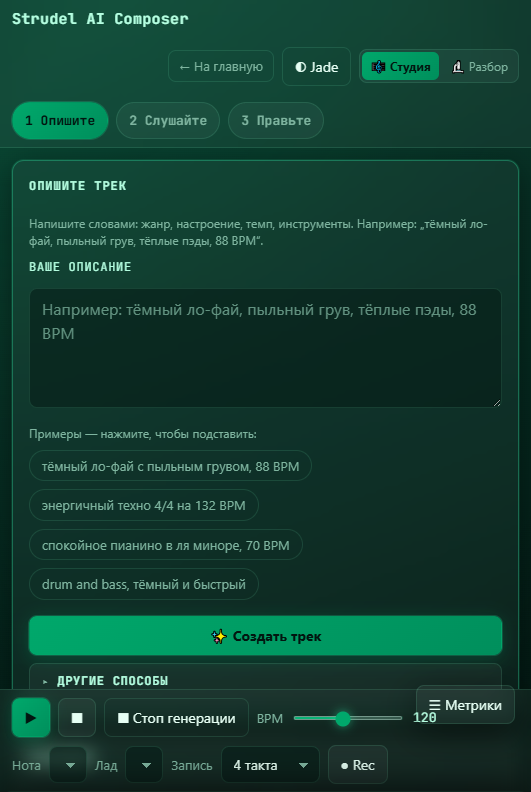 Strudel AI Composer
← На главную
Jade
Студия
Разбор
1 Опишите
2 Слушайте
3 Правьте
ОПИШИТЕ ТРЕК
Напишите словами: жанр, настроение, темп, инструменты. Например: „тёмный ло-
фай, пыльный грув, тёплые пэды, 88 BPM“.
ВАШЕ ОПИСАНИЕ
Например: тёмный ло-фай, пыльный грув, тёплые пэды, 88
BPM
Примеры — нажмите, чтобы подставить:
тёмный ло-фай с пыльным грувом, 88 BPM
энергичный техно 4/4 на 132 BPM
спокойное пианино в ля миноре, 70 BPM
drum and bass, тёмный и быстрый
✨ Создать трек
▸ ДРУГИЕ СПОСОБЫ
☰ Метрики
Стоп генерации
BPM
120
Нота
Лад
Запись
4 такта
● Rec